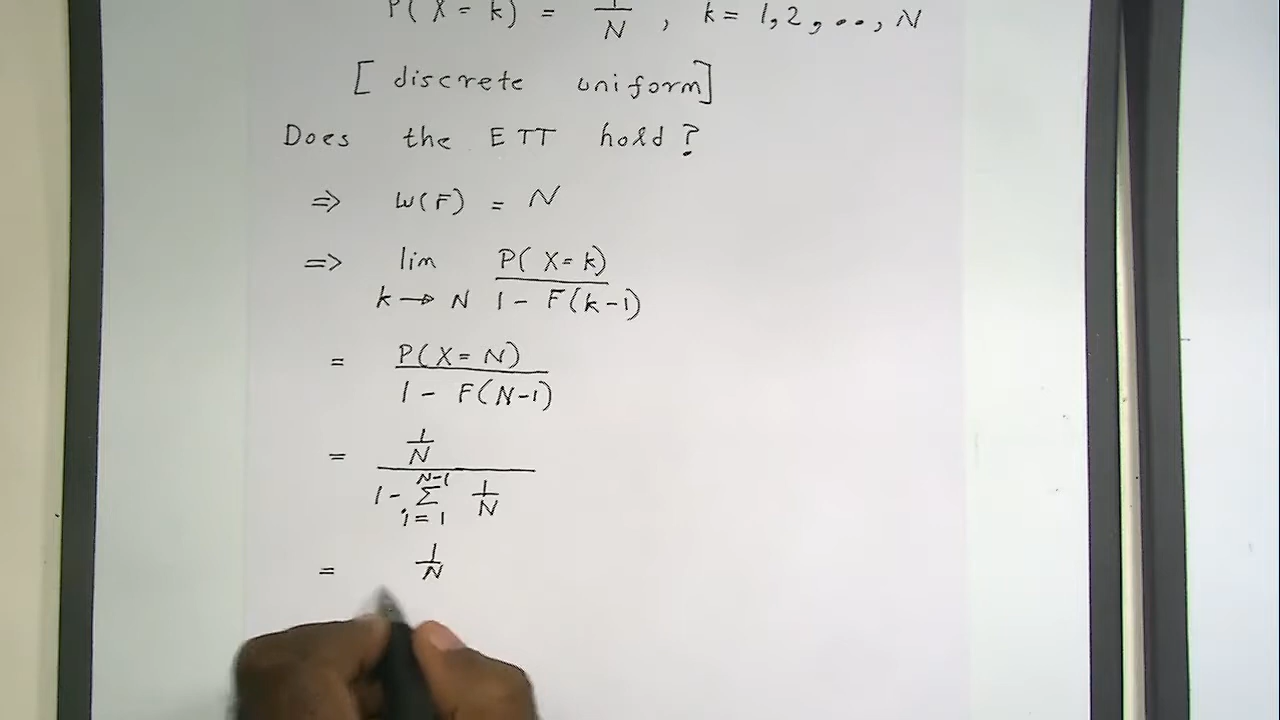 P( X = k) = 1/N , k = 1, 2, ..., N
[ discrete uniform]
Does the ETT hold?
=> w(F) = N
=> lim k → N P( X = k) / 1 - F(k-1)
= P(X = N) / 1 - F(N-1)
= 1/N / 1 - Σ i=1 N-1 1/N
= 1/N